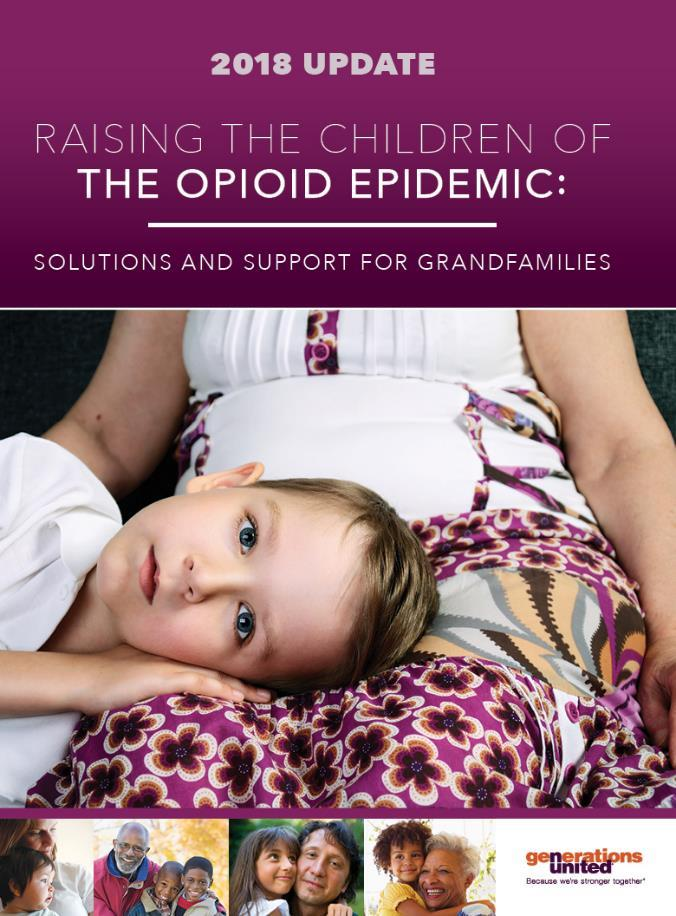 2018 UPDATE
RAISING THE CHILDREN OF
THE OPIOID EPIDEMIC:
SOLUTIONS AND SUPPORT FOR GRANDFAMILIES
generations
united
Because we're stronger together®